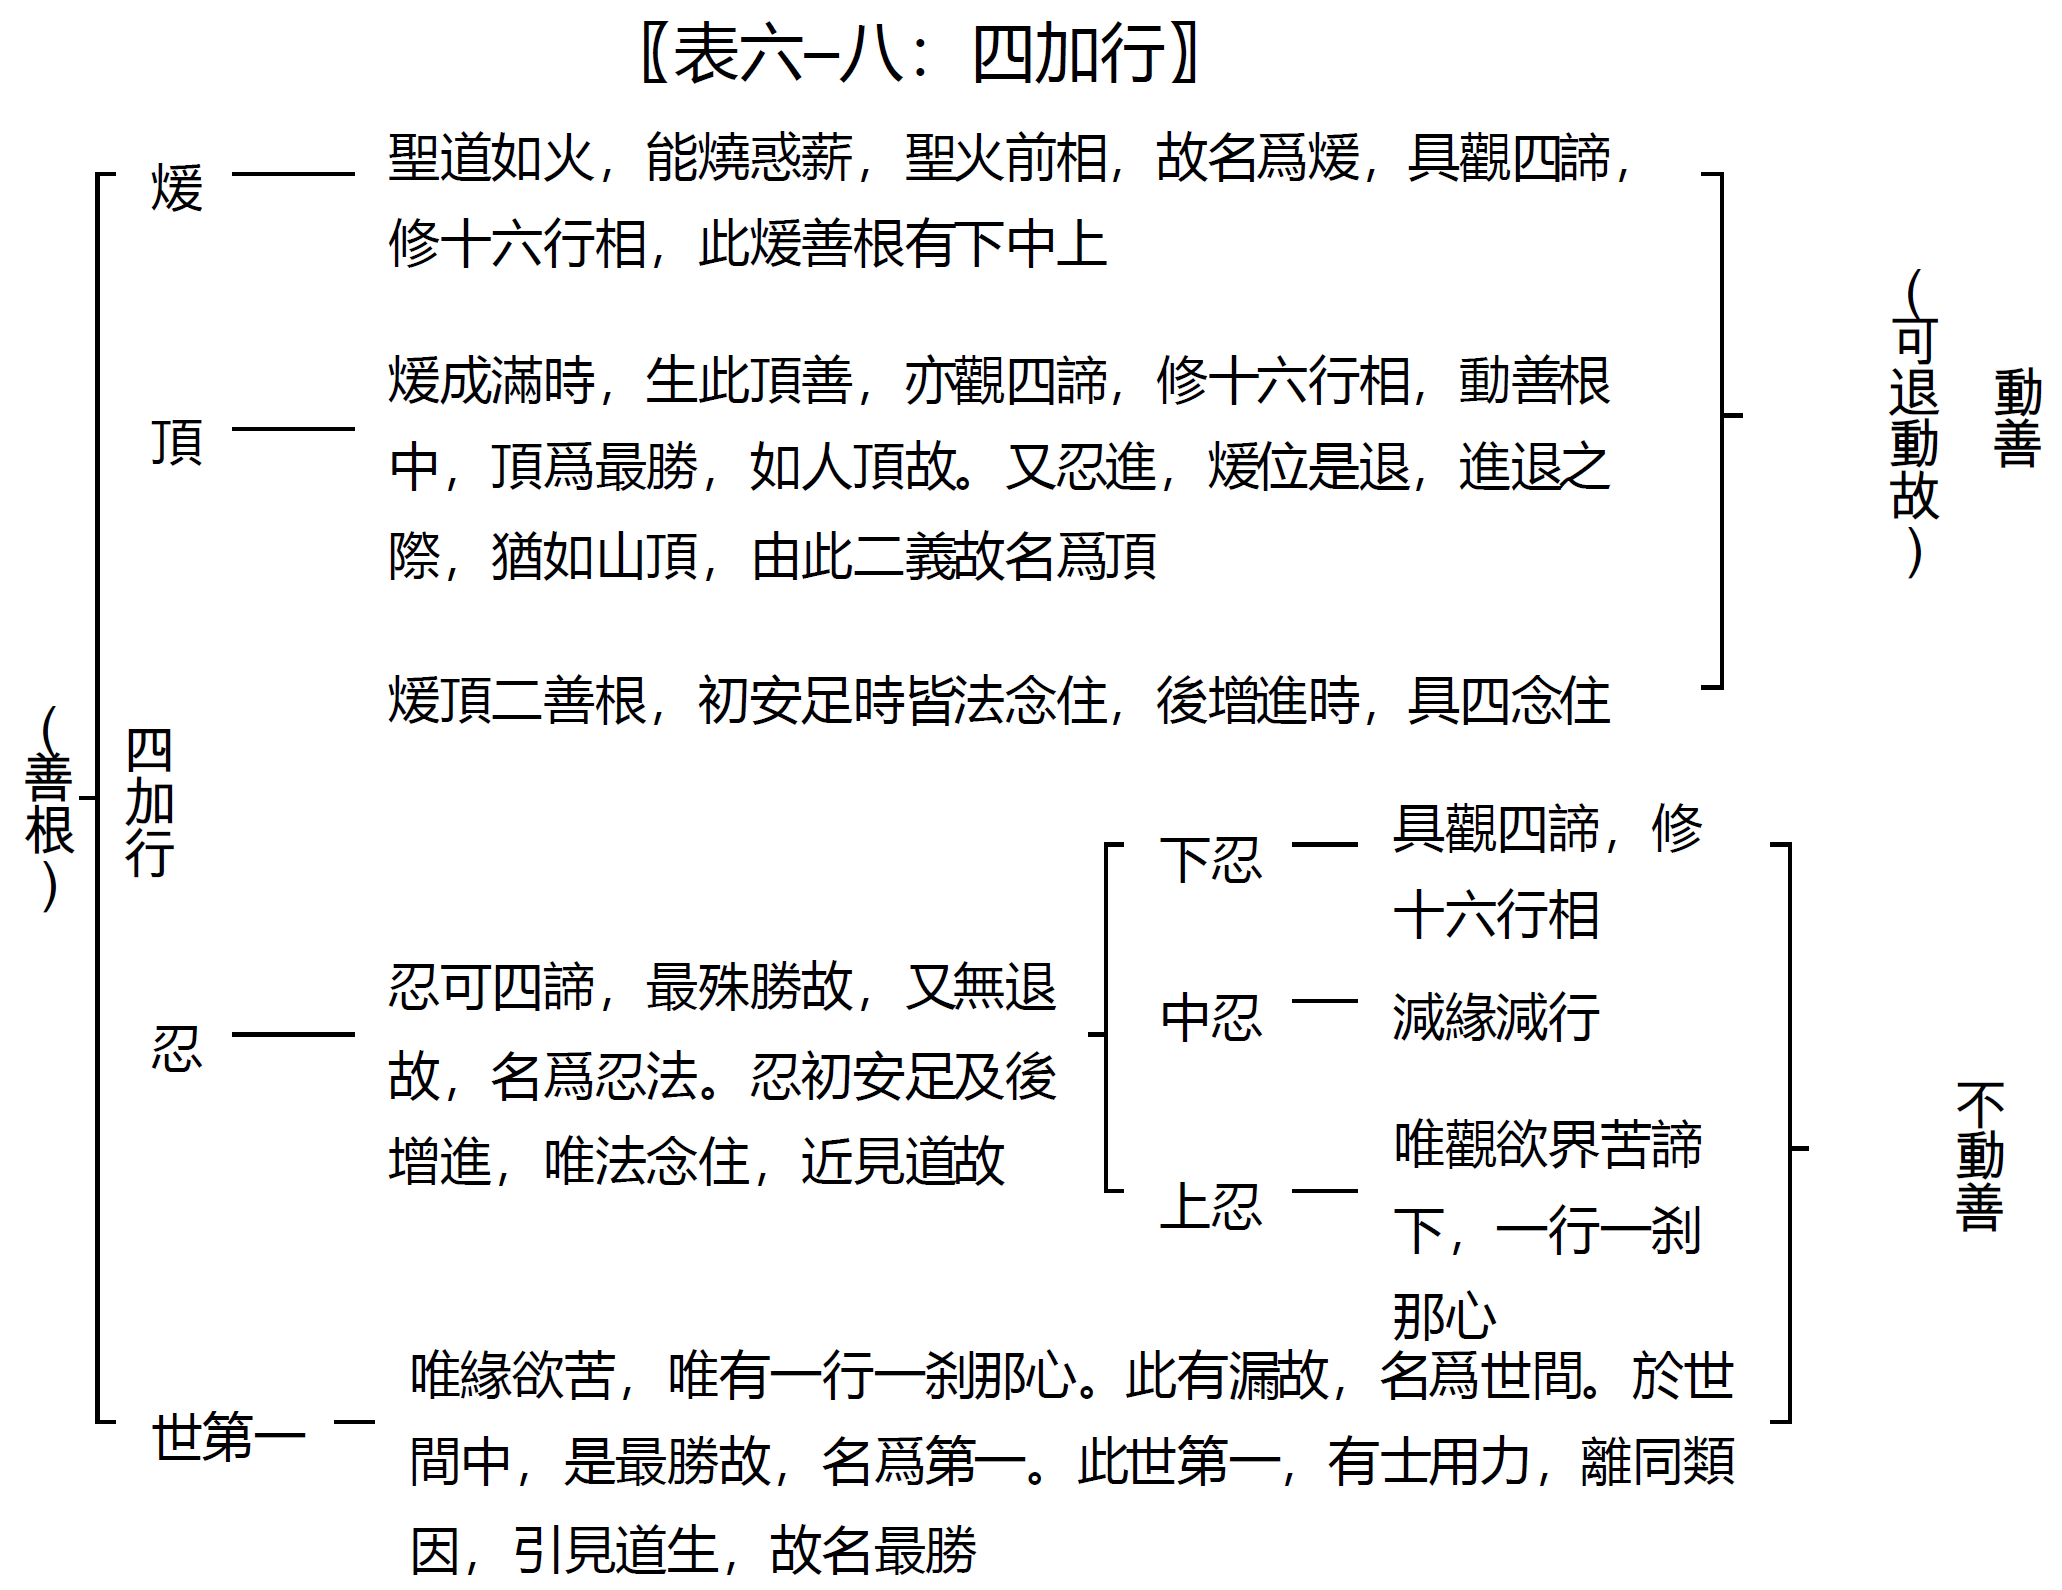 〖表六–八：四加行〗
煖
聖道如火，能燒惑薪，聖火前相，故名爲煖，具觀四諦，
修十六行相，此煖善根有下中上
頂
煖成滿時，生此頂善，亦觀四諦，修十六行相，動善根
中，頂爲最勝，如人頂故。又忍進，煖位是退，進退之
際，猶如山頂，由此二義故名爲頂
煖頂二善根，初安足時皆法念住，後增進時，具四念住
動善
（可退動故）
四加行
（善根）
忍
忍可四諦，最殊勝故，又無退
故，名爲忍法。忍初安足及後
增進，唯法念住，近見道故
下忍
具觀四諦，修
十六行相
中忍
減緣減行
上忍
唯觀欲界苦諦
下，一行一刹
那心
不動善
世第一
唯緣欲苦，唯有一行一刹那心。此有漏故，名爲世間。於世
間中，是最勝故，名爲第一。此世第一，有士用力，離同類
因，引見道生，故名最勝